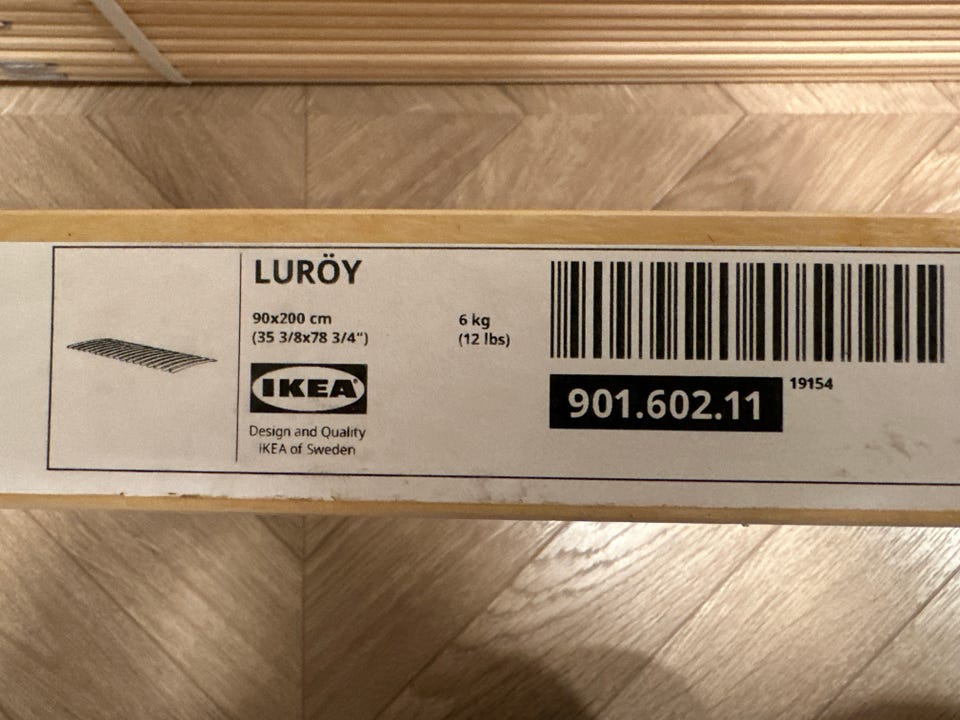 LURÖY
90x200 cm
(35 3/8x78 3/4")
6 kg
(12 lbs)
IKEA®
Design and Quality
IKEA of Sweden
901.602.11
19154